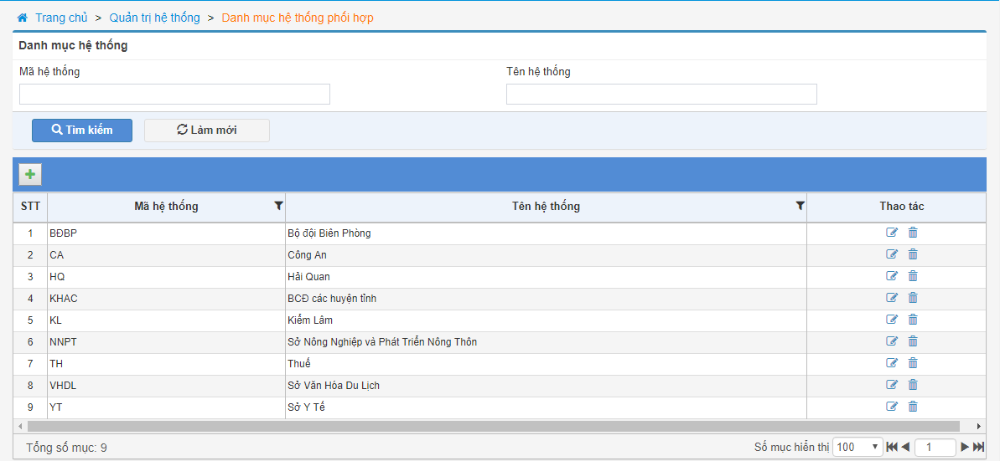 Trang chủ > Quản trị hệ thống > Danh mục hệ thống phối hợp
Danh mục hệ thống
Mã hệ thống Tên hệ thống
Tìm kiếm Làm mới
STT Mã hệ thống Tên hệ thống Thao tác
1 BĐBP Bộ đội Biên Phòng
2 CA Công An
3 HQ Hải Quan
4 KHAC BCĐ các huyện tỉnh
5 KL Kiểm Lâm
6 NNPT Sở Nông Nghiệp và Phát Triển Nông Thôn
7 TH Thuế
8 VHDL Sở Văn Hóa Du Lịch
9 YT Sở Y Tế
Tổng số mục: 9 Số mục hiển thị 100 1